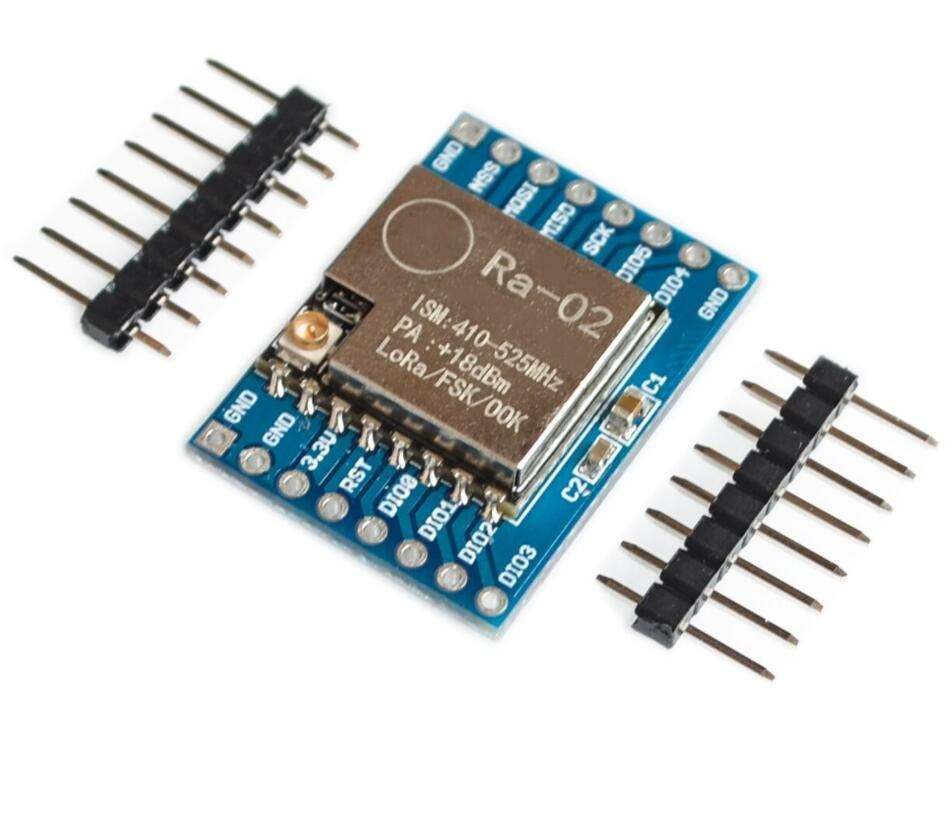 GND
NSS
MOSI
MISO
SCK
DIO5
DIO4
GND
Ra-02
ISM:410-525MHz
PA :+18dBm
LoRa/FSK/OOK
C1
C2
GND
GND
3.3V
RST
DIO0
DIO1
DIO2
DIO3